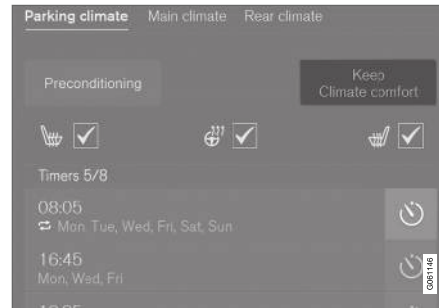 Parking climate Main climate Rear climate
Preconditioning
Keep
Climate comfort
Timers 5/8
08:05
Mon, Tue, Wed, Fri, Sat, Sun
16:45
Mon, Wed, Fri
G061146